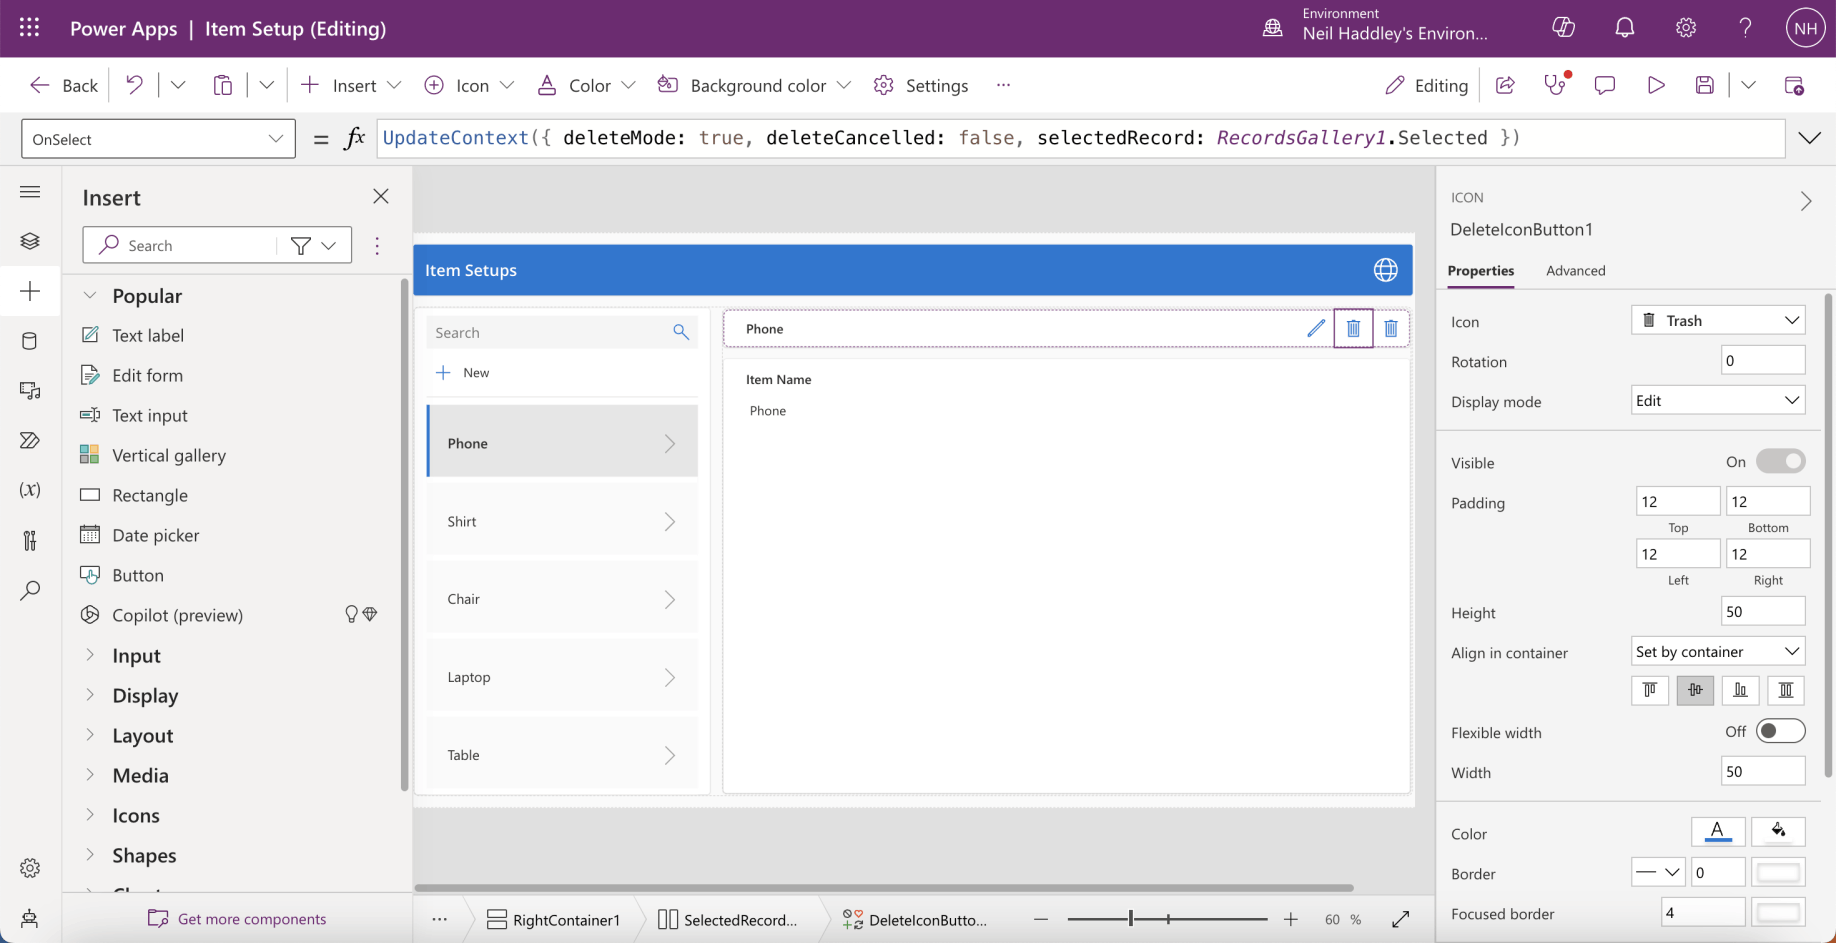 Power Apps | Item Setup (Editing)
Environment
Neil Haddley's Environ...
NH
Back
Insert
Icon
Color
Background color
Settings
...
Editing
OnSelect
= fx UpdateContext({ deleteMode: true, deleteCancelled: false, selectedRecord: RecordsGallery1.Selected })
Insert
Search
Popular
Text label
Edit form
Text input
Vertical gallery
Rectangle
Date picker
Button
Copilot (preview)
Input
Display
Layout
Media
Icons
Shapes
Get more components
(x)
Item Setups
Search
New
Phone
Shirt
Chair
Laptop
Table
Phone
Item Name
Phone
... RightContainer1 SelectedRecord... DeleteIconButto...
60 %
ICON
DeleteIconButton1
Properties Advanced
Icon Trash
Rotation 0
Display mode Edit
Visible On
Padding 12 12
Top Bottom
12 12
Left Right
Height 50
Align in container Set by container
Flexible width Off
Width 50
Color A
Border 0
Focused border 4